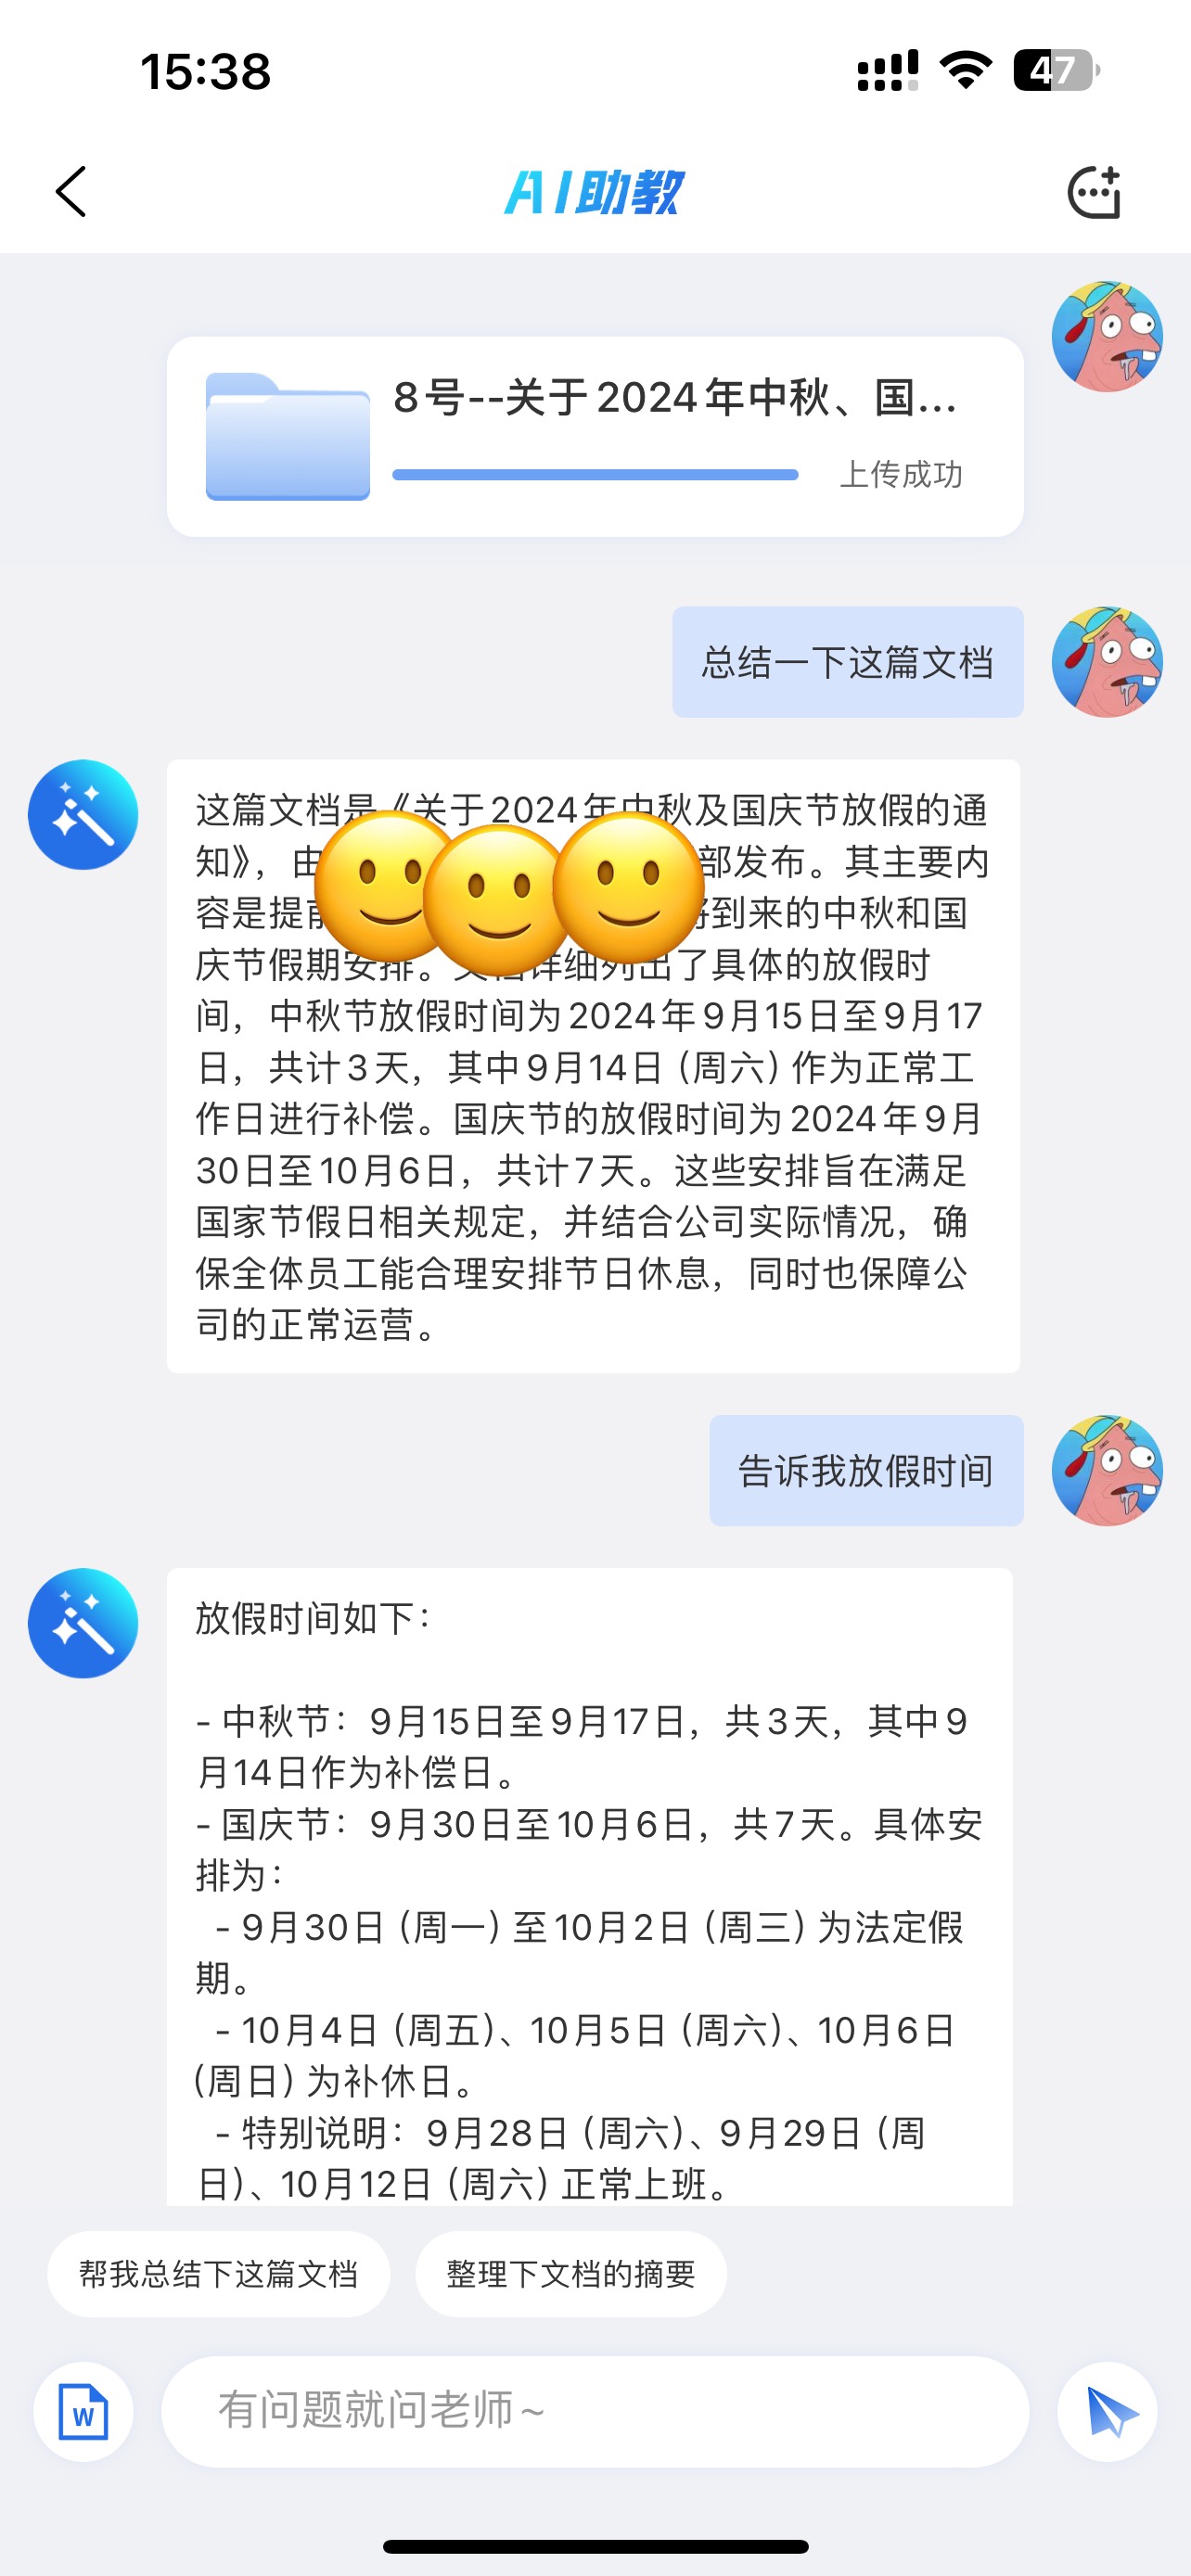 15:38
47
AI助教
8号--关于2024年中秋、国...
上传成功
总结一下这篇文档
这篇文档是《关于2024年中秋及国庆节放假的通
知》，由 部发布。其主要内
容是提前 将到来的中秋和国
庆节假期安排。 详细列出了具体的放假时
间，中秋节放假时间为2024年9月15日至9月17
日，共计3天，其中9月14日（周六）作为正常工
作日进行补偿。国庆节的放假时间为2024年9月
30日至10月6日，共计7天。这些安排旨在满足
国家节假日相关规定，并结合公司实际情况，确
保全体员工能合理安排节日休息，同时也保障公
司的正常运营。
告诉我放假时间
放假时间如下：
- 中秋节：9月15日至9月17日，共3天，其中9
月14日作为补偿日。
- 国庆节：9月30日至10月6日，共7天。具体安
排为：
- 9月30日（周一）至10月2日（周三）为法定假
期。
- 10月4日（周五）、10月5日（周六）、10月6日
（周日）为补休日。
- 特别说明：9月28日（周六）、9月29日（周
日）、10月12日（周六）正常上班。
帮我总结下这篇文档
整理下文档的摘要
W
有问题就问老师~